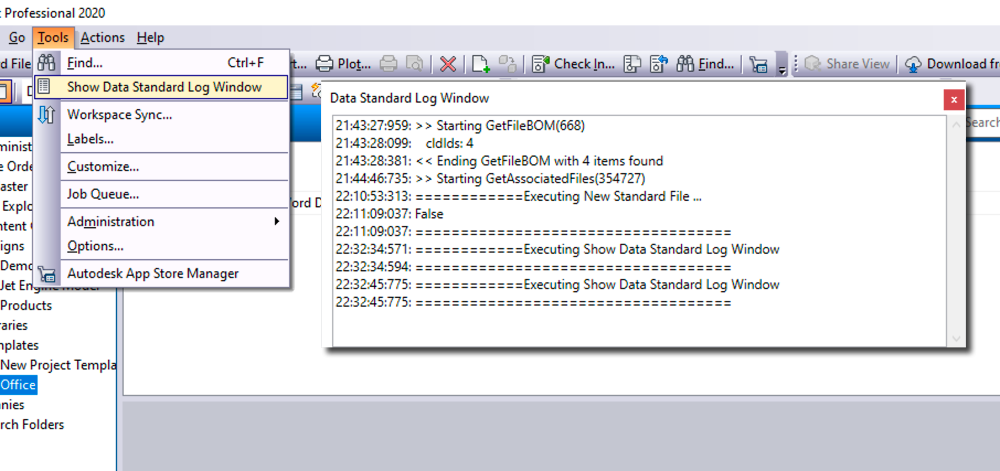 : Professional 2020
Go Tools Actions Help
d File t... Plot... Check In... Find... Share View Download fr
Find... Ctrl+F
Show Data Standard Log Window
Workspace Sync...
Labels...
Customize...
Job Queue...
Administration
Options...
Autodesk App Store Manager
Data Standard Log Window
x
21:43:27:959: >> Starting GetFileBOM(668)
21:43:28:099: cldIds: 4
21:43:28:381: << Ending GetFileBOM with 4 items found
21:44:46:735: >> Starting GetAssociatedFiles(354727)
22:10:53:313: ============Executing New Standard File ...
22:11:09:037: False
22:11:09:037: ===================================
22:32:34:571: ============Executing Show Data Standard Log Window
22:32:34:594: ===================================
22:32:45:775: ============Executing Show Data Standard Log Window
22:32:45:775: ===================================
Search
ord D
minist
e Orde
aster
Explo
ntent
igns
Demo
Jet Engine Model
Products
raries
nplates
New Project Templa
Office
nies
rch Folders